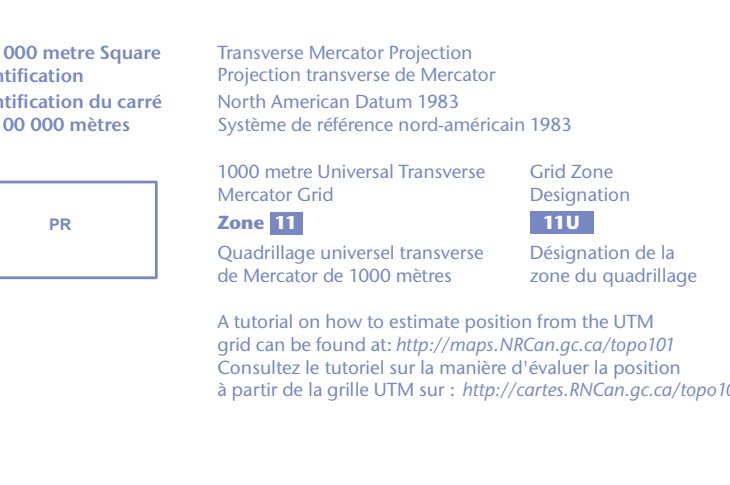 000 metre Square
ntification
ntification du carré
00 000 mètres
PR
Transverse Mercator Projection
Projection transverse de Mercator
North American Datum 1983
Système de référence nord-américain 1983
1000 metre Universal Transverse
Mercator Grid
Zone 11
Quadrillage universel transverse
de Mercator de 1000 mètres
Grid Zone
Designation
11U
Désignation de la
zone du quadrillage
A tutorial on how to estimate position from the UTM
grid can be found at: http://maps.NRCan.gc.ca/topo101
Consultez le tutoriel sur la manière d'évaluer la position
à partir de la grille UTM sur : http://cartes.RNCan.gc.ca/topo10